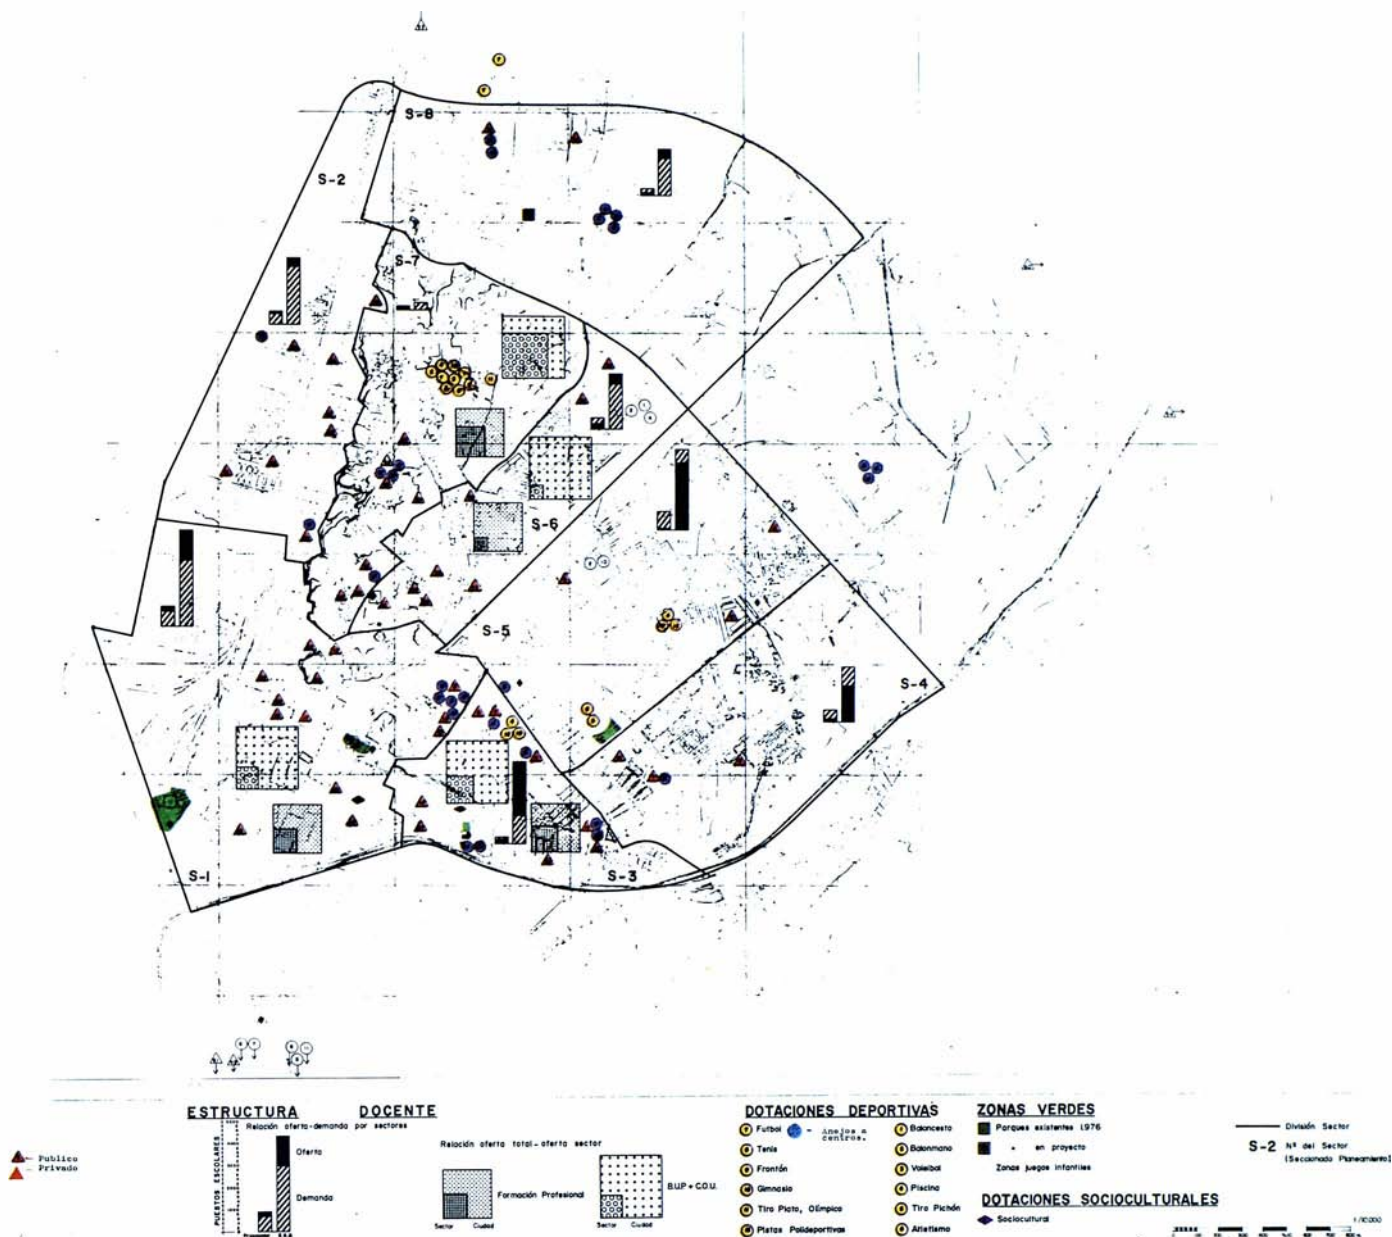 S-8
S-2
S-7
S-6
S-5
S-4
S-1
S-3
ESTRUCTURA DOCENTE
Relación oferta-demanda por sectores
PUESTOS ESCOLARES
Oferta
Demanda
Publico
Privado
Relación oferta total-oferta sector
Formación Profesional
Sector Ciudad
B.U.P + C.O.U.
Sector Ciudad
DOTACIONES DEPORTIVAS
Futbol
- Anejos a centros.
Tenis
Frontón
Gimnasio
Tiro Plato, Olímpico
Pistas Polideportivas
Baloncesto
Balonmano
Voleibol
Piscina
Tiro Pichón
Atletismo
ZONAS VERDES
Parques existentes 1.976
" en proyecto
Zonas juegos infantiles
DOTACIONES SOCIOCULTURALES
Sociocultural
División Sector
S-2 Nº del Sector
(Seccionado Planeamiento)